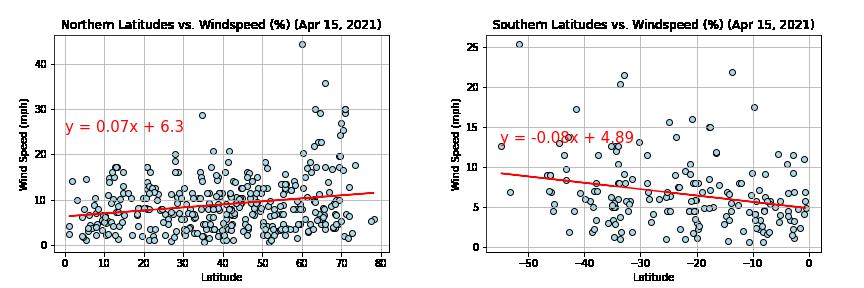 Northern Latitudes vs. Windspeed (%) (Apr 15, 2021)
Wind Speed (mph)
40
30
20
10
0
y = 0.07x + 6.3
0 10 20 30 40 50 60 70 80
Latitude
Southern Latitudes vs. Windspeed (%) (Apr 15, 2021)
Wind Speed (mph)
25
20
15
10
5
0
y = -0.08x + 4.89
−50 −40 −30 −20 −10 0
Latitude